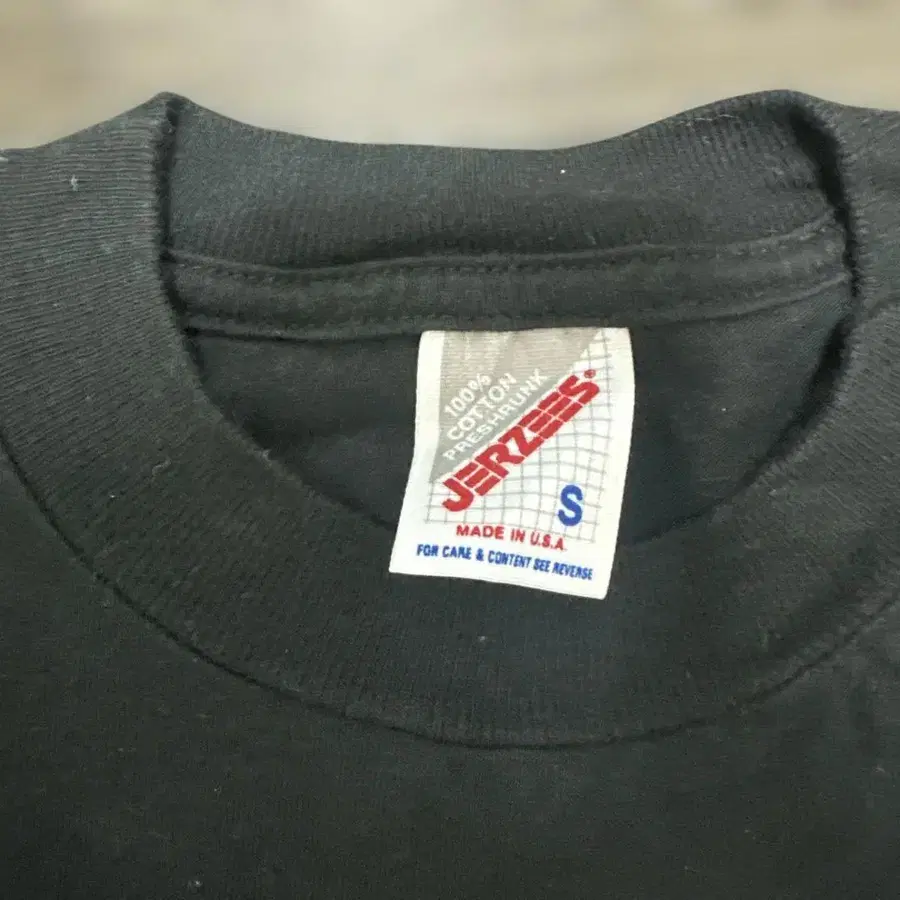 100%
COTTON
PRESHRUNK
JERZEES®
S
MADE IN U.S.A.
FOR CARE & CONTENT SEE REVERSE